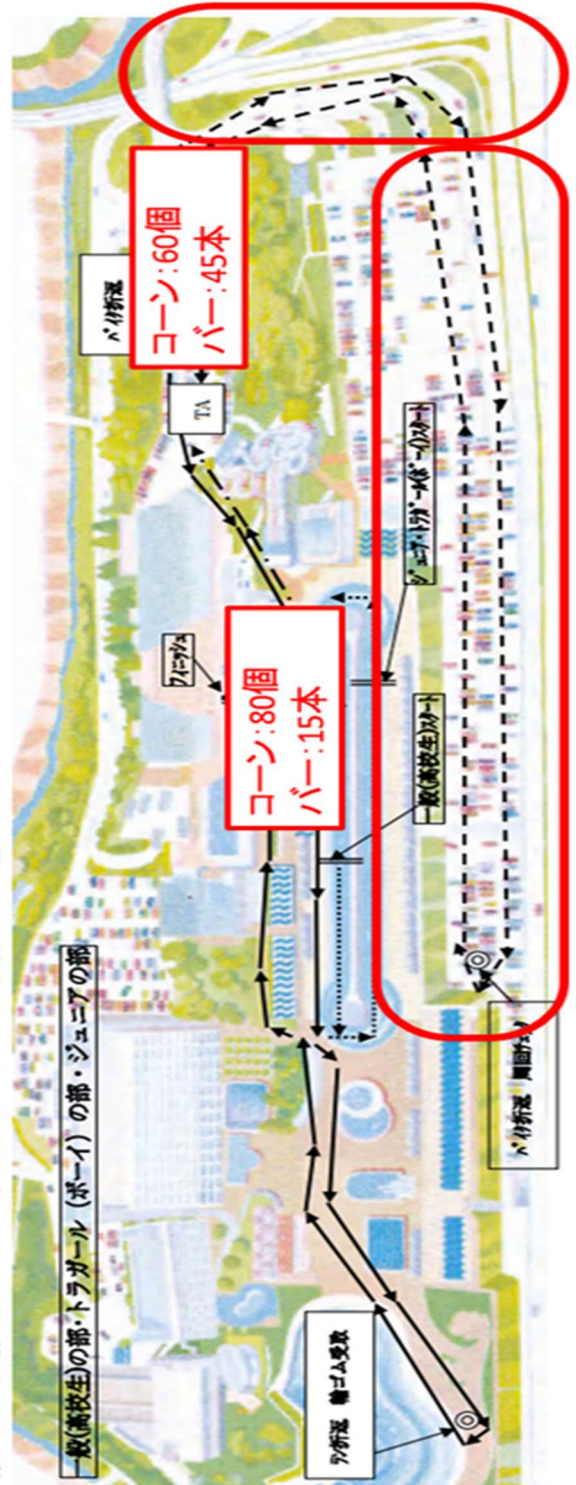 一般(高校生)の部・トラガール(ボーイ)の部・ジュニアの部
バイク折返
コーン:60個
バー:45本
TA
フィニッシュ
コーン:80個
バー:15本
ジュニア・トラガール(ボーイ)スタート
一般(高校生)スタート
バイク折返 周回チェック
ラン折返 輪ゴム受取